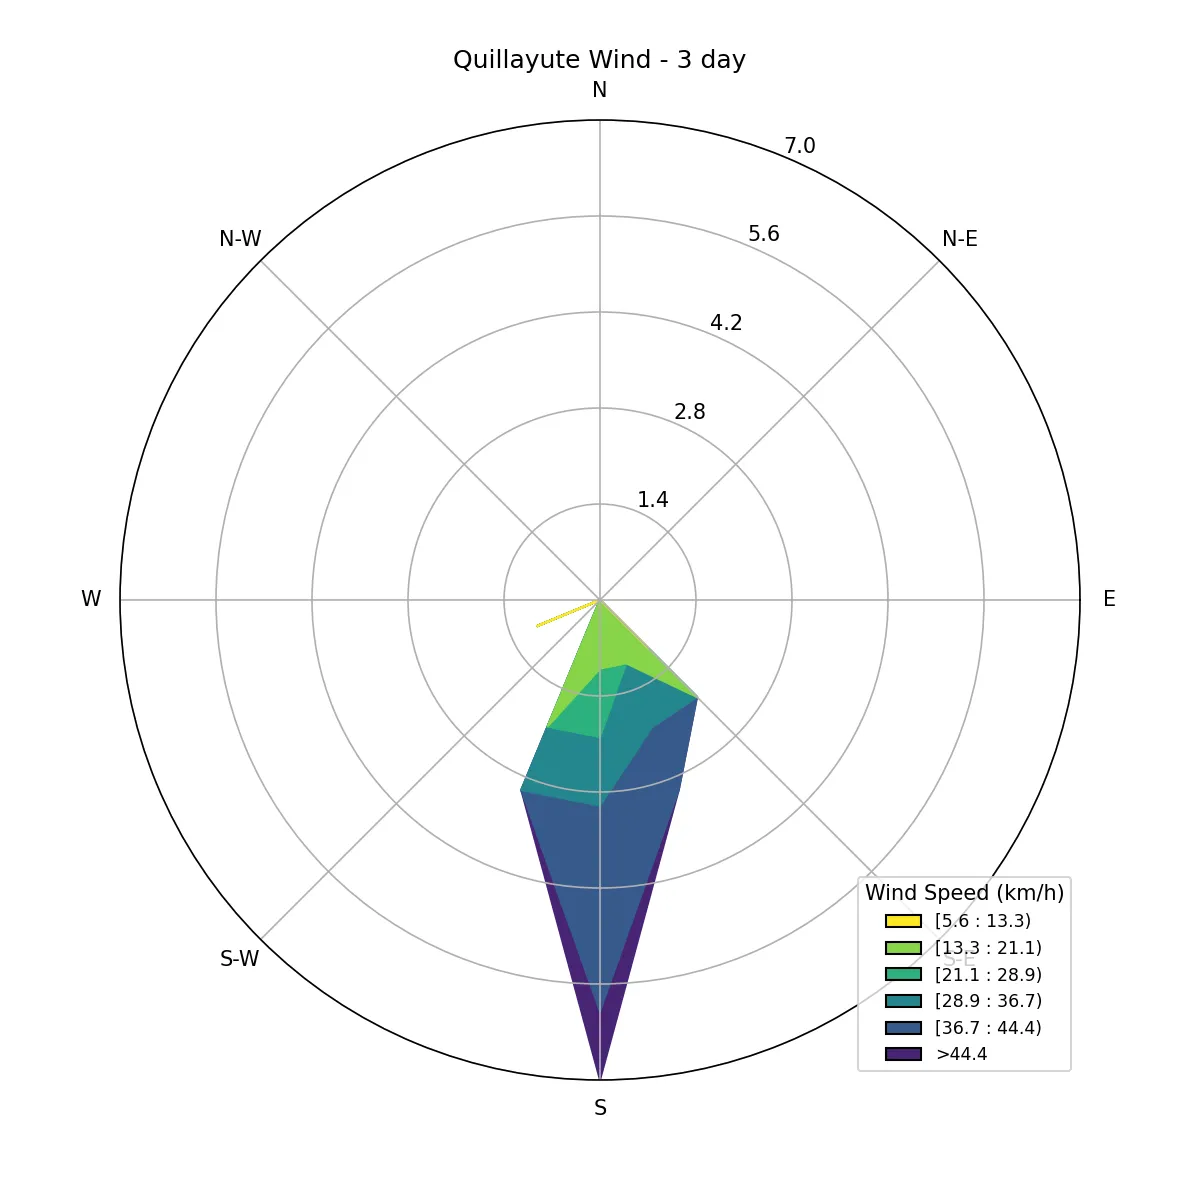 Quillayute Wind - 3 day
N
7.0
N-W
5.6
N-E
4.2
2.8
1.4
W
E
Wind Speed (km/h)
[5.6 : 13.3)
[13.3 : 21.1)
S-W
S-E
[21.1 : 28.9)
[28.9 : 36.7)
[36.7 : 44.4)
>44.4
S